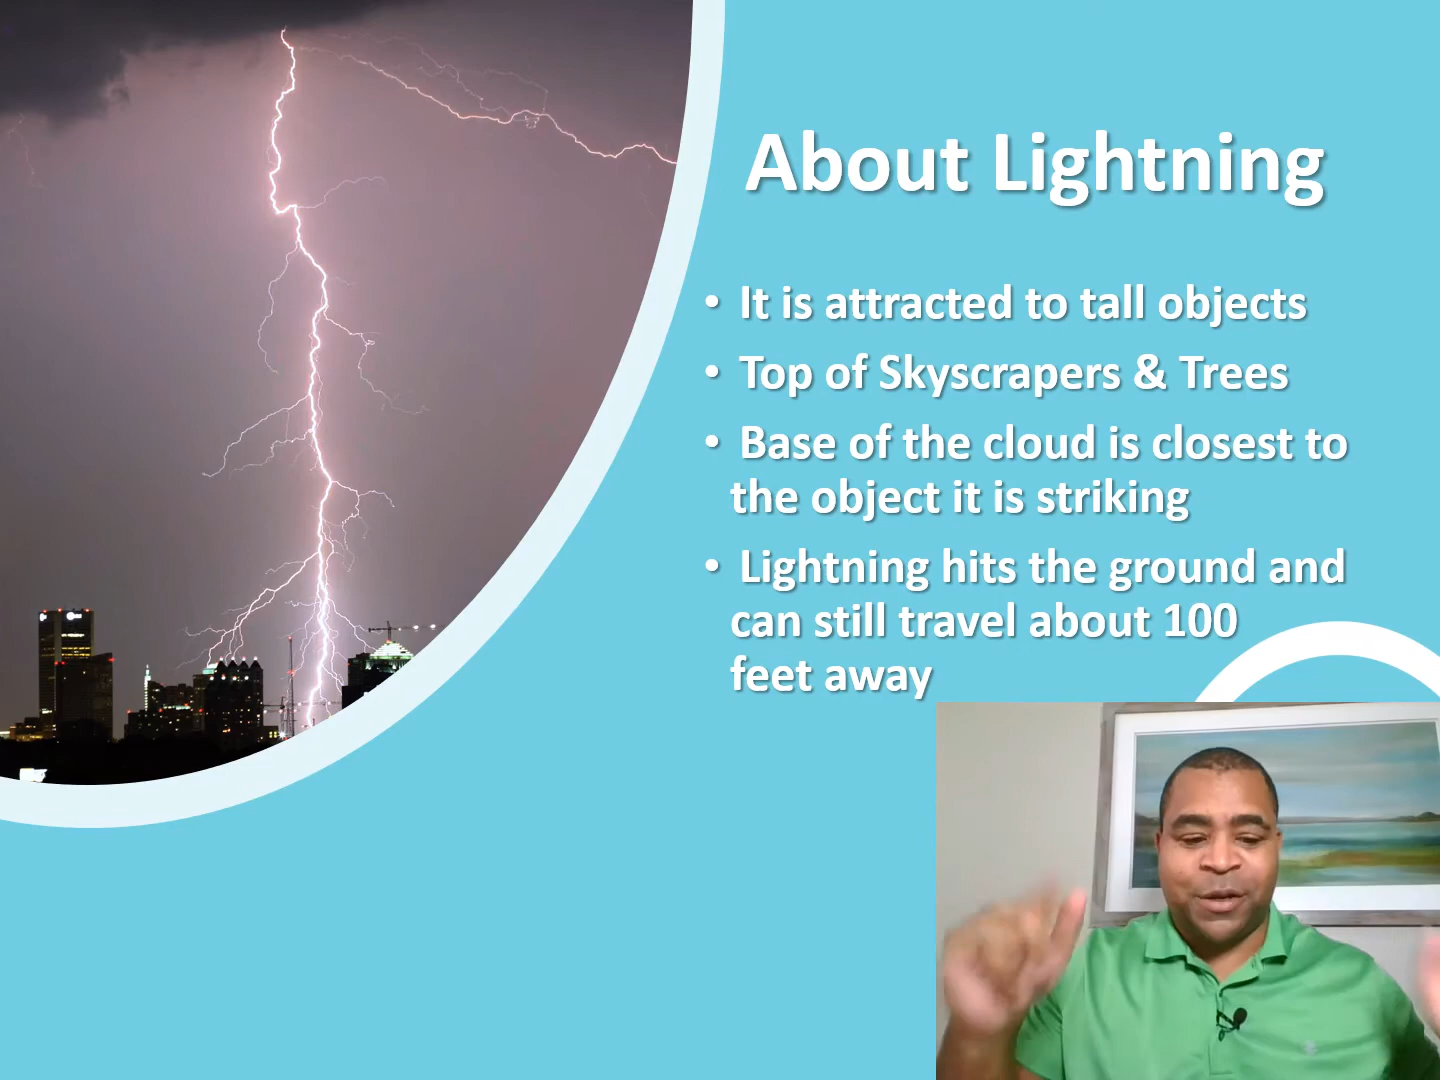 About Lightning
• It is attracted to tall objects
• Top of Skyscrapers & Trees
• Base of the cloud is closest to
the object it is striking
• Lightning hits the ground and
can still travel about 100
feet away